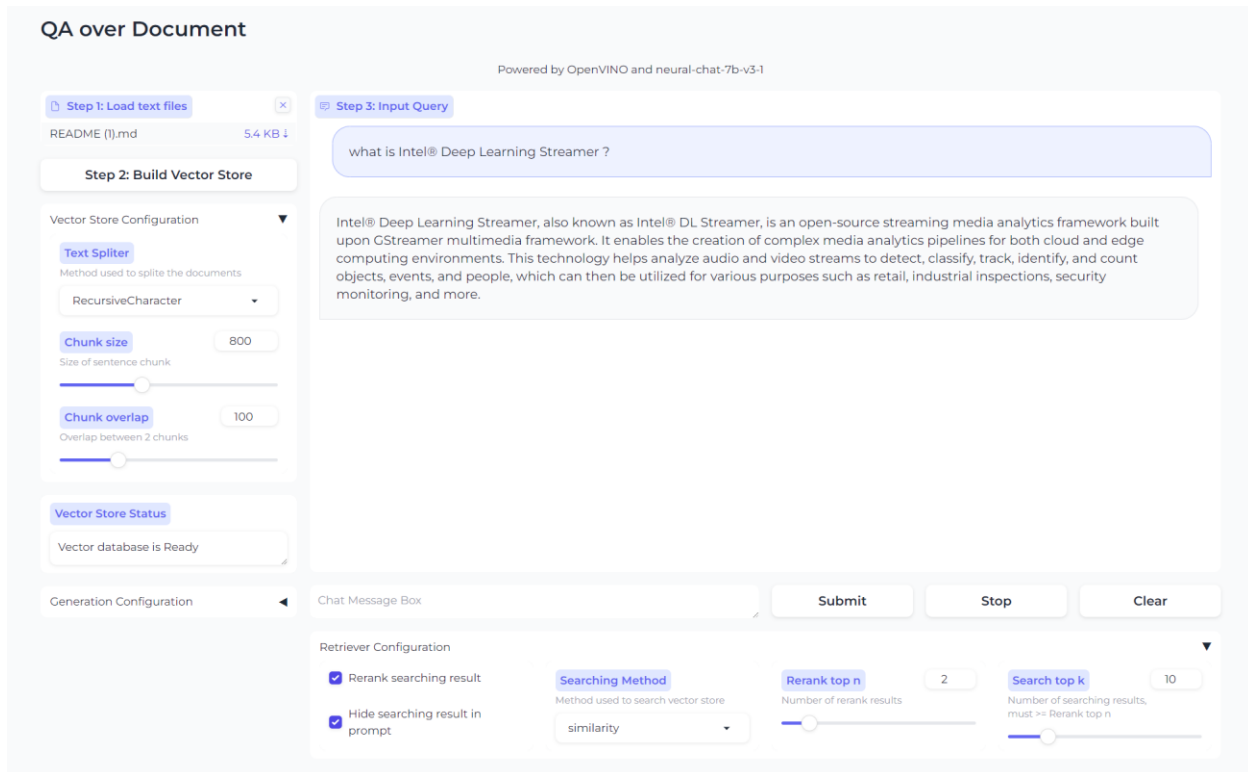 QA over Document
Powered by OpenVINO and neural-chat-7b-v3-1
Step 1: Load text files
README (1).md
5.4 KB ↓
Step 2: Build Vector Store
Vector Store Configuration
Text Spliter
Method used to splite the documents
RecursiveCharacter
Chunk size
800
Size of sentence chunk
Chunk overlap
100
Overlap between 2 chunks
Vector Store Status
Vector database is Ready
Generation Configuration
Step 3: Input Query
what is Intel® Deep Learning Streamer ?
Intel® Deep Learning Streamer, also known as Intel® DL Streamer, is an open-source streaming media analytics framework built
upon GStreamer multimedia framework. It enables the creation of complex media analytics pipelines for both cloud and edge
computing environments. This technology helps analyze audio and video streams to detect, classify, track, identify, and count
objects, events, and people, which can then be utilized for various purposes such as retail, industrial inspections, security
monitoring, and more.
Chat Message Box
Submit
Stop
Clear
Retriever Configuration
Rerank searching result
Hide searching result in
prompt
Searching Method
Method used to search vector store
similarity
Rerank top n
2
Number of rerank results
Search top k
10
Number of searching results,
must >= Rerank top n